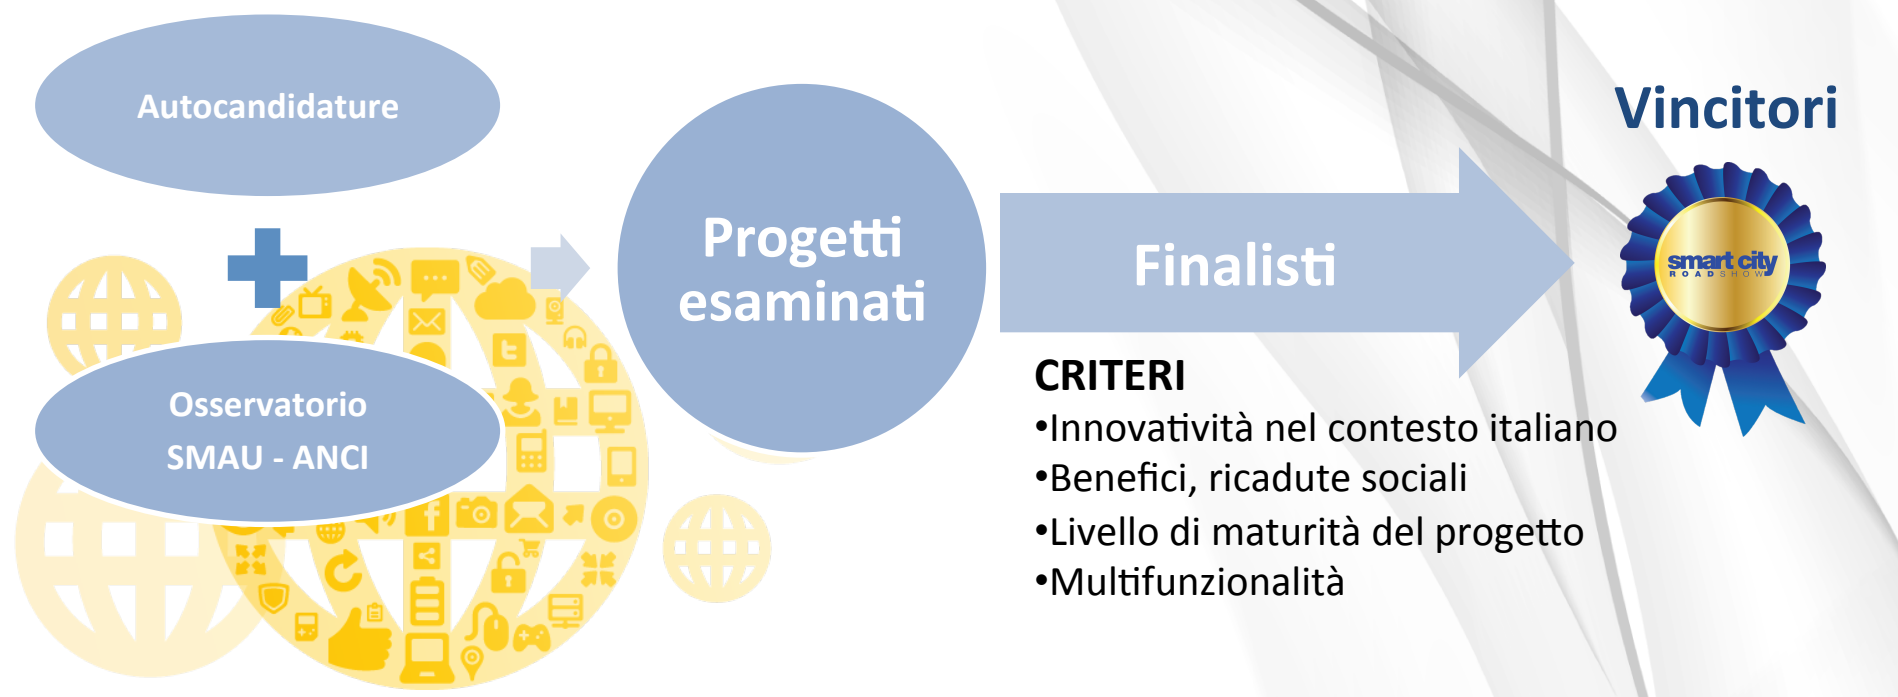 Autocandidature
Osservatorio
SMAU - ANCI
Progetti
esaminati
Finalisti
Vincitori
smart city
ROADSHOW
CRITERI
•Innovatività nel contesto italiano
•Benefici, ricadute sociali
•Livello di maturità del progetto
•Multifunzionalità